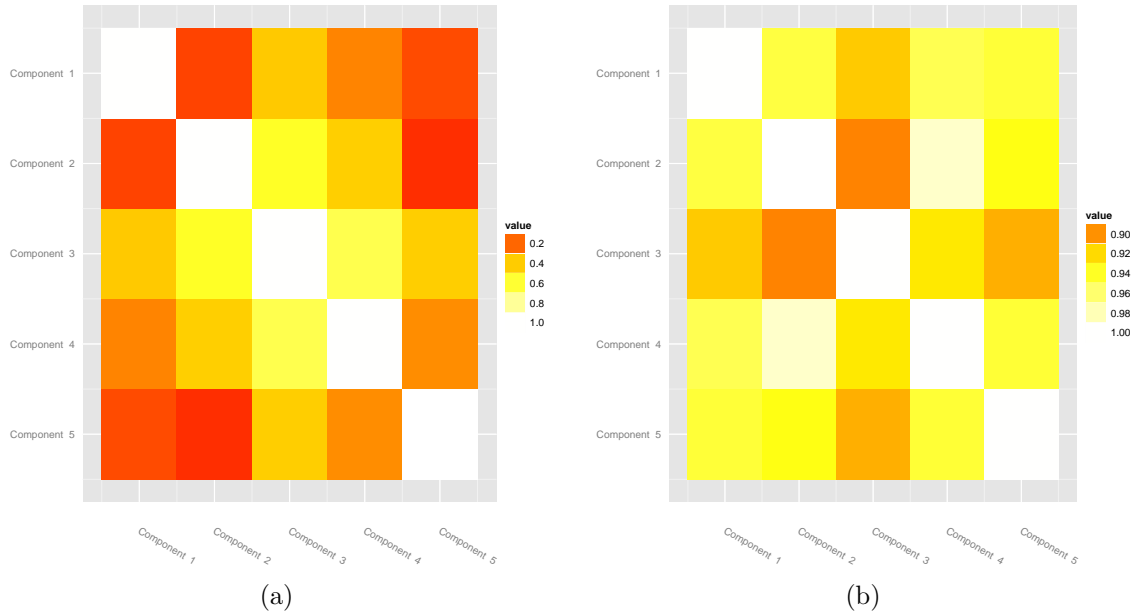 Component 1
Component 2
Component 3
Component 4
Component 5
Component 1
Component 2
Component 3
Component 4
Component 5
value
0.2
0.4
0.6
0.8
1.0
(a)
Component 1
Component 2
Component 3
Component 4
Component 5
Component 1
Component 2
Component 3
Component 4
Component 5
value
0.90
0.92
0.94
0.96
0.98
1.00
(b)